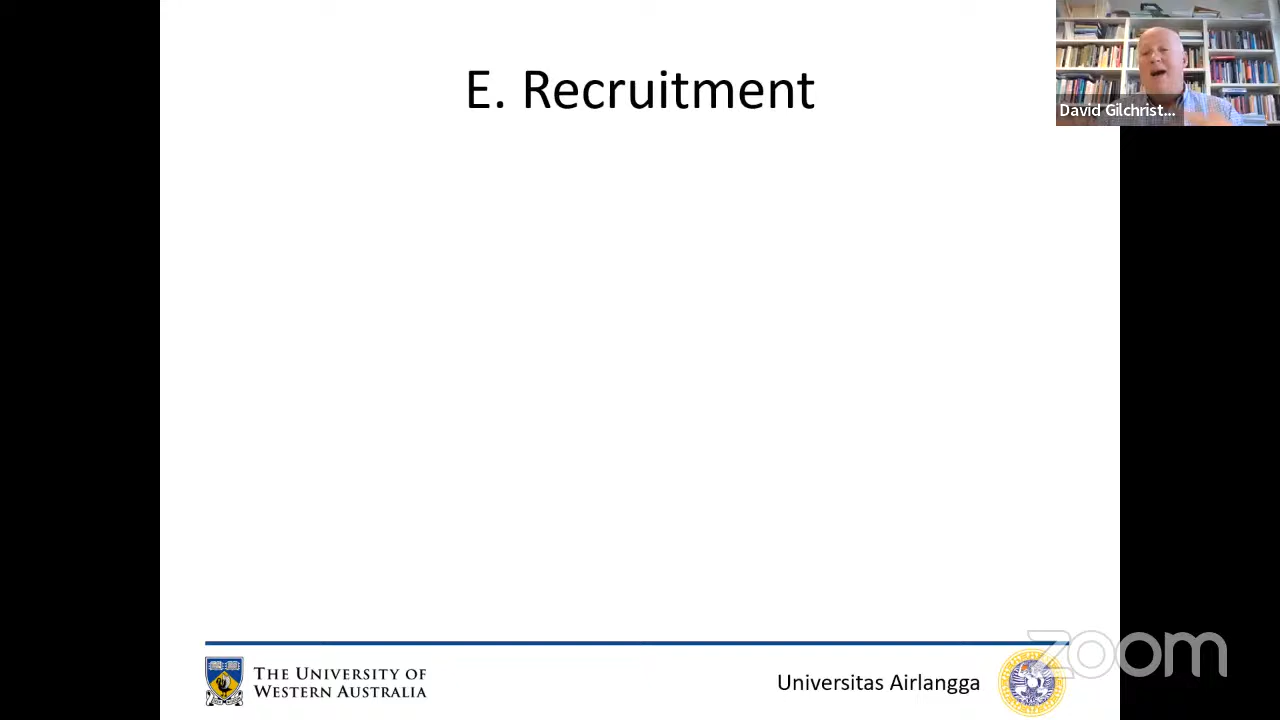 E. Recruitment
David Gilchrist...
THE UNIVERSITY OF
WESTERN AUSTRALIA
Universitas Airlangga
zoom